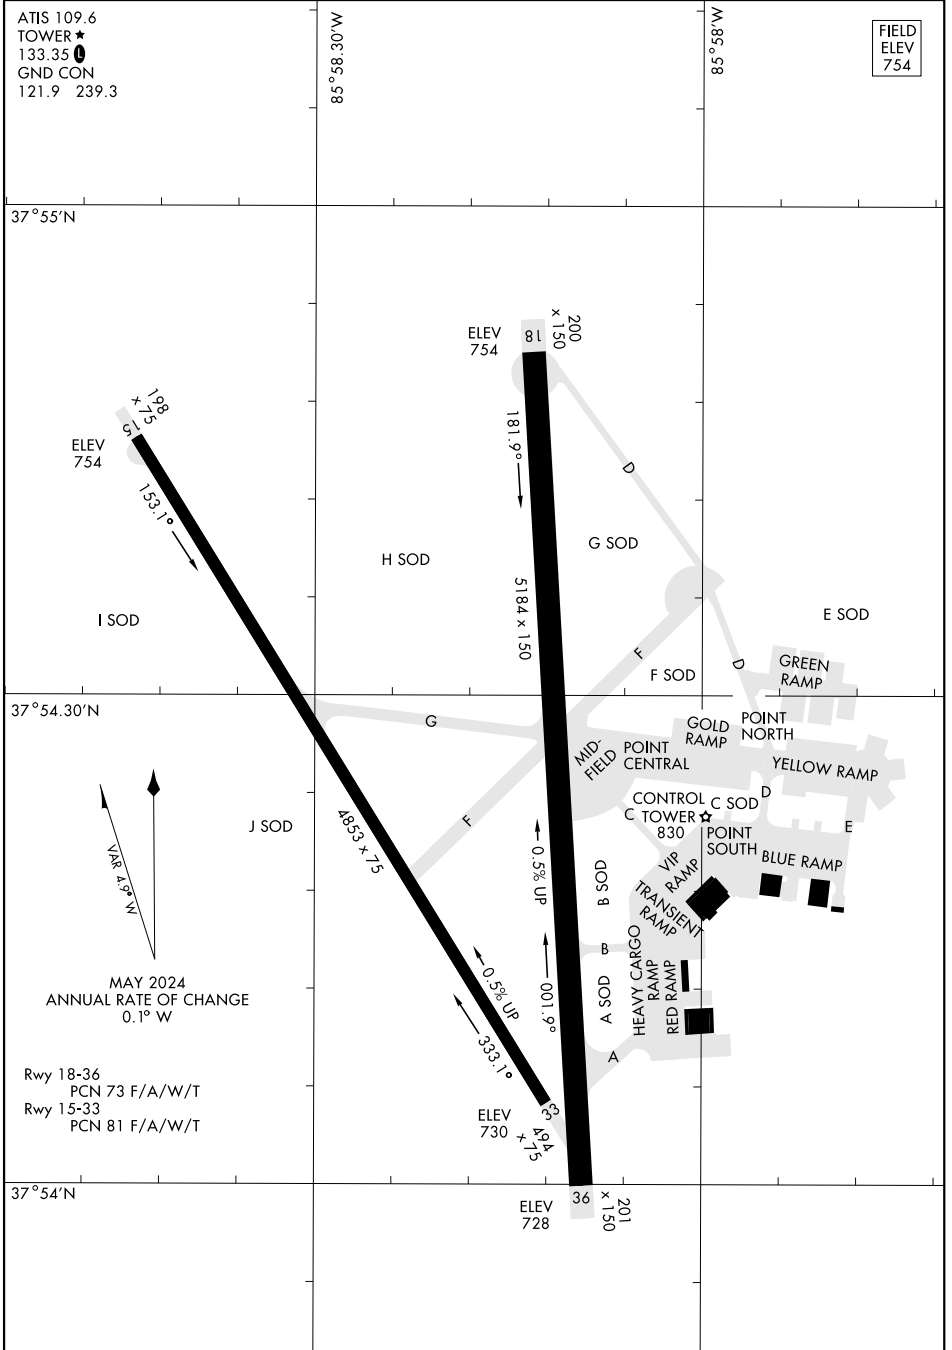 ATIS 109.6
TOWER ★
133.35 L
GND CON
121.9 239.3
85°58.30'W
85°58'W
FIELD
ELEV
754
37°55'N
ELEV
754
18
200
x 150
198
x 75
15
ELEV
754
153.1°
181.9°
D
H SOD
G SOD
5184 x 150
I SOD
E SOD
F
F SOD
D
GREEN
RAMP
37°54.30'N
G
GOLD
RAMP
POINT
NORTH
MID-
FIELD
POINT
CENTRAL
YELLOW RAMP
D
CONTROL
TOWER
830
C
C SOD
POINT
SOUTH
E
J SOD
F
4853 x 75
VAR 4.9° W
0.5% UP
B SOD
VIP
RAMP
BLUE RAMP
TRANSIENT
RAMP
B
HEAVY CARGO
RAMP
RED RAMP
A SOD
0.5% UP
001.9°
MAY 2024
ANNUAL RATE OF CHANGE
0.1° W
333.1°
A
Rwy 18-36
PCN 73 F/A/W/T
Rwy 15-33
PCN 81 F/A/W/T
33
ELEV
730
494
x 75
37°54'N
36
ELEV
728
201
x 150